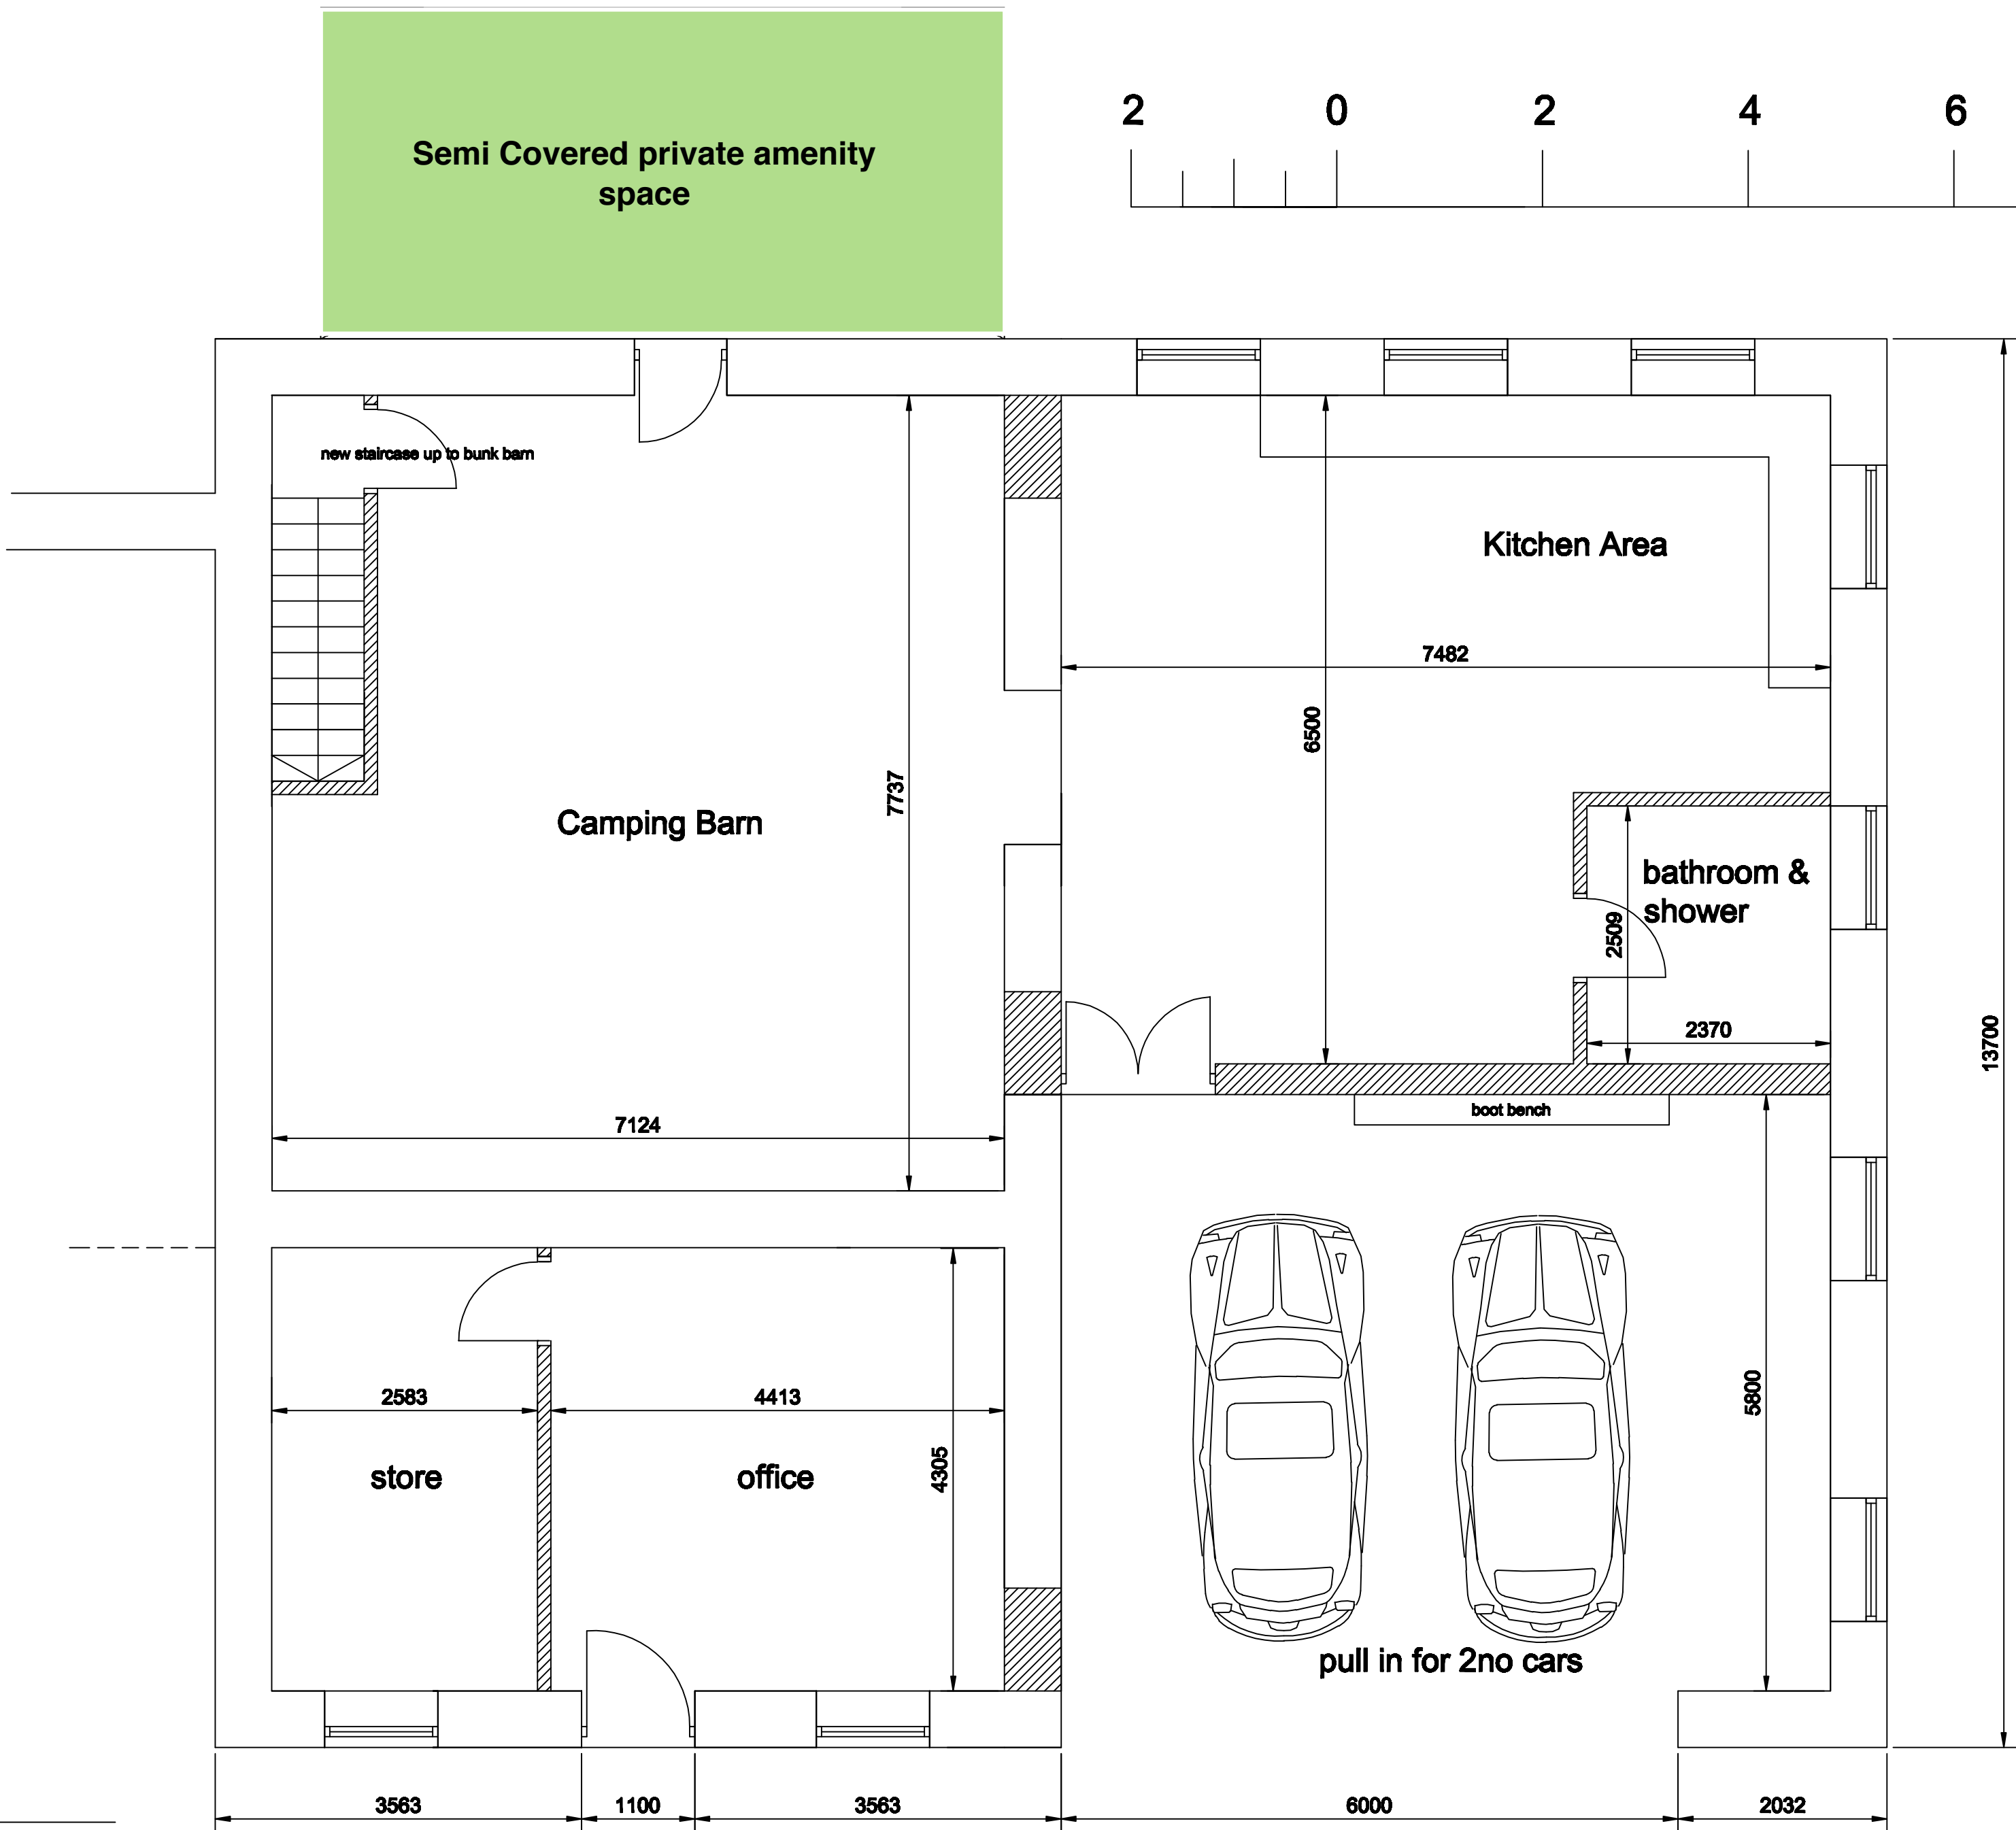 Semi Covered private amenity
space
2 0 2 4 6
new staircase up to bunk barn
Kitchen Area
7482
6500
7737
Camping Barn
bathroom &
shower
2509
2370
13700
boot bench
7124
2583
4413
5800
4305
store
office
pull in for 2no cars
3563
1100
3563
6000
2032